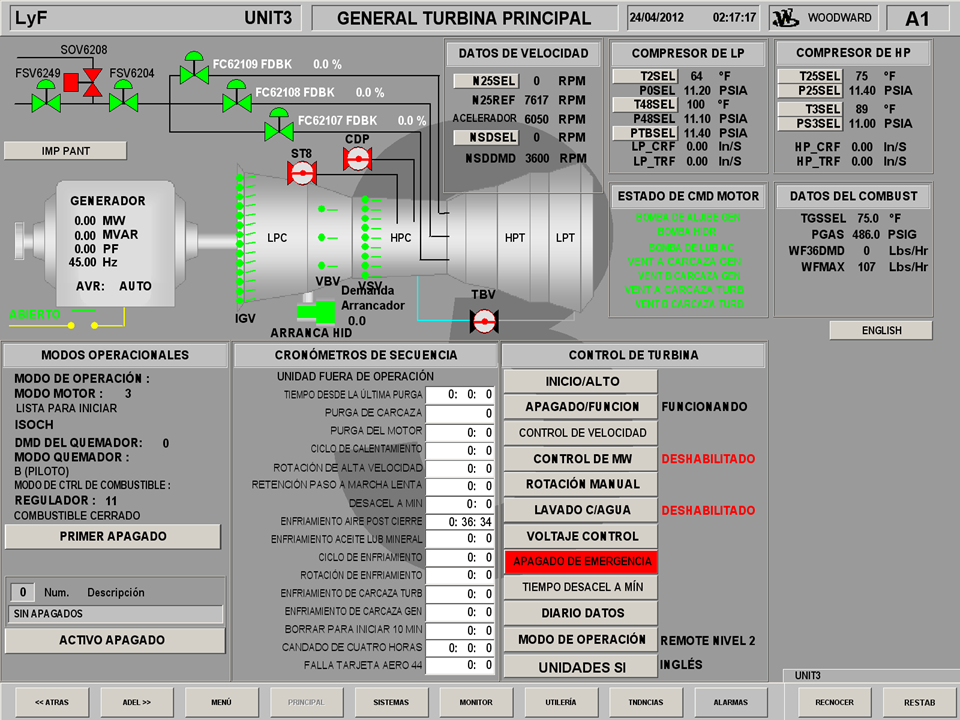 LyF UNIT3 GENERAL TURBINA PRINCIPAL 24/04/2012 02:17:17 WOODWARD A1
SOV6208
FSV6249 FSV6204
FC62109 FDBK 0.0 %
FC62108 FDBK 0.0 %
FC62107 FDBK 0.0 %
IMP PANT
ST8 CDP
GENERADOR
0.00 MW
0.00 MVAR
0.00 PF
45.00 Hz
AVR: AUTO
ABIERTO
LPC HPC HPT LPT
IGV VBV VSV
Demanda
Arrancador
0.0
ARRANCA HID
TBV
DATOS DE VELOCIDAD
N25SEL 0 RPM
N25REF 7617 RPM
ACELERADOR 6050 RPM
NSDSEL 0 RPM
NSDDMD 3600 RPM
COMPRESOR DE LP
T2SEL 64 °F
P0SEL 11.20 PSIA
T48SEL 100 °F
P48SEL 11.10 PSIA
PTBSEL 11.40 PSIA
LP_CRF 0.00 In/S
LP_TRF 0.00 In/S
COMPRESOR DE HP
T25SEL 75 °F
P25SEL 11.40 PSIA
T3SEL 89 °F
PS3SEL 11.00 PSIA
HP_CRF 0.00 In/S
HP_TRF 0.00 In/S
ESTADO DE CMD MOTOR
BOMBA DE LUB AC
VENT A CARCAZA GEN
VENT B CARCAZA GEN
VENT A CARCAZA TURB
VENT B CARCAZA TURB
DATOS DEL COMBUST
TGSSEL 75.0 °F
PGAS 486.0 PSIG
WF36DMD 0 Lbs/Hr
WFMAX 107 Lbs/Hr
ENGLISH
MODOS OPERACIONALES
MODO DE OPERACIÓN :
MODO MOTOR : 3
LISTA PARA INICIAR
ISOCH
DMD DEL QUEMADOR: 0
MODO QUEMADOR :
B (PILOTO)
MODO DE CTRL DE COMBUSTIBLE :
REGULADOR : 11
COMBUSTIBLE CERRADO
PRIMER APAGADO
0 Num. Descripción
SIN APAGADOS
ACTIVO APAGADO
CRONÓMETROS DE SECUENCIA
UNIDAD FUERA DE OPERACIÓN
TIEMPO DESDE LA ÚLTIMA PURGA 0: 0: 0
PURGA DE CARCAZA 0
PURGA DEL MOTOR 0: 0
CICLO DE CALENTAMIENTO 0: 0
ROTACIÓN DE ALTA VELOCIDAD 0: 0
RETENCIÓN PASO A MARCHA LENTA 0: 0
DESACEL A MIN 0: 0
ENFRIAMIENTO AIRE POST CIERRE 0: 36: 34
ENFRIAMIENTO ACEITE LUB MINERAL 0: 0
CICLO DE ENFRIAMIENTO 0: 0
ROTACIÓN DE ENFRIAMIENTO 0: 0
ENFRIAMIENTO DE CARCAZA TURB 0: 0
ENFRIAMIENTO DE CARCAZA GEN 0: 0
BORRAR PARA INICIAR 10 MIN 0: 0
CANDADO DE CUATRO HORAS 0: 0: 0
FALLA TARJETA AERO 44 0: 0
CONTROL DE TURBINA
INICIO/ALTO
APAGADO/FUNCION FUNCIONANDO
CONTROL DE VELOCIDAD
CONTROL DE MW DESHABILITADO
ROTACIÓN MANUAL
LAVADO C/AGUA DESHABILITADO
VOLTAJE CONTROL
APAGADO DE EMERGENCIA
TIEMPO DESACEL A MÍN
DIARIO DATOS
MODO DE OPERACIÓN REMOTE NIVEL 2
UNIDADES SI INGLÉS
UNIT3
<< ATRAS ADEL >> MENÚ PRINCIPAL SISTEMAS MONITOR UTILERÍA TNDNCIAS ALARMAS RECNOCER RESTAB